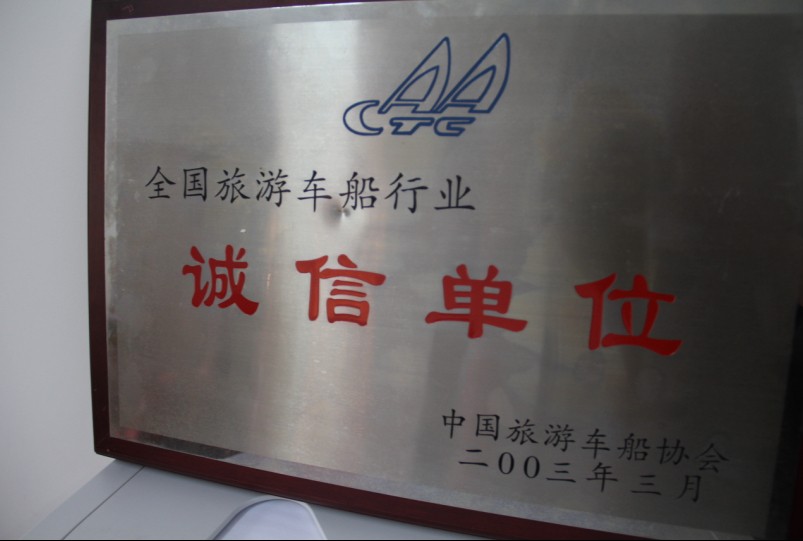 CTCAA
全国旅游车船行业
诚信单位
中国旅游车船协会
二00三年三月